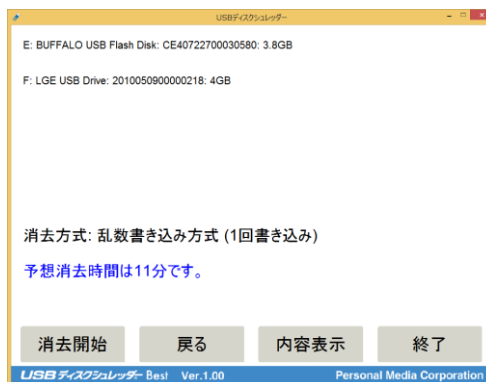 USBディスクシュレッダー
E: BUFFALO USB Flash Disk: CE40722700030580: 3.8GB
F: LGE USB Drive: 2010050900000218: 4GB
消去方式: 乱数書き込み方式 (1回書き込み)
予想消去時間は11分です。
消去開始 戻る 内容表示 終了
USB ディスクシュレッダー Best Ver.1.00 Personal Media Corporation